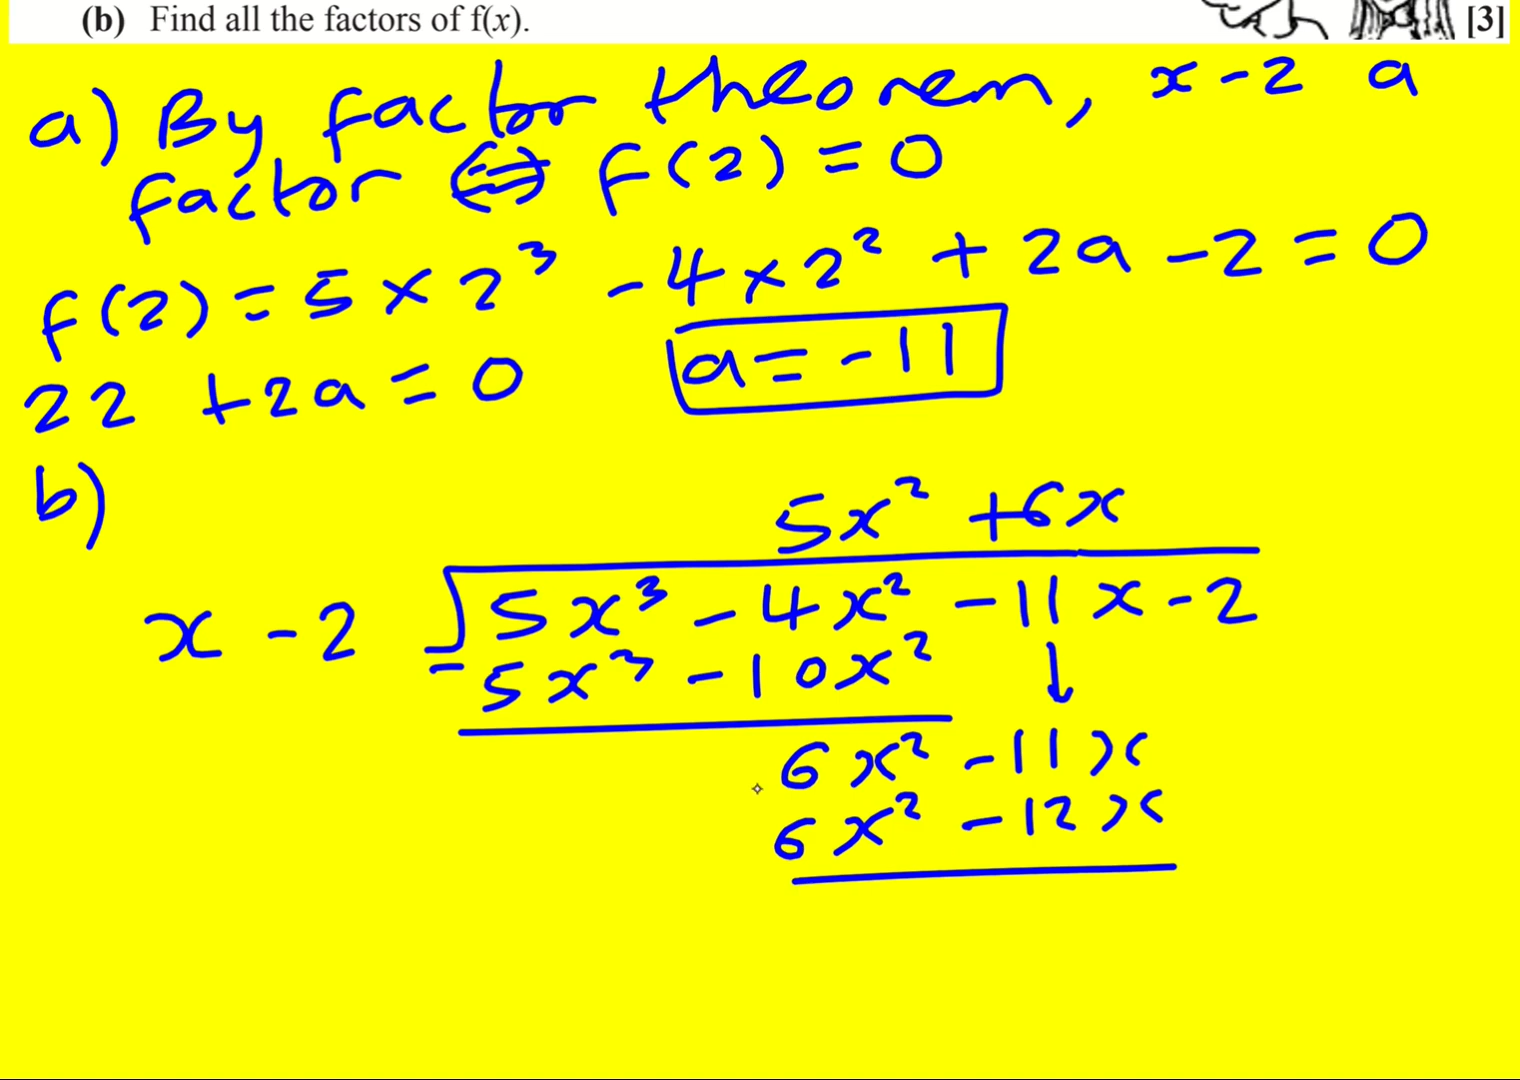 (b) Find all the factors of f(x). [3]
a) By factor theorem, x-2 a
factor ⇔ f(2) = 0
f(2) = 5 × 2³ - 4 × 2² + 2a - 2 = 0
22 + 2a = 0 a = -11
b)
5x² + 6x
x - 2 5x³ - 4x² - 11x - 2
- 5x³ - 10x² ↓
6x² - 11x
6x² - 12x